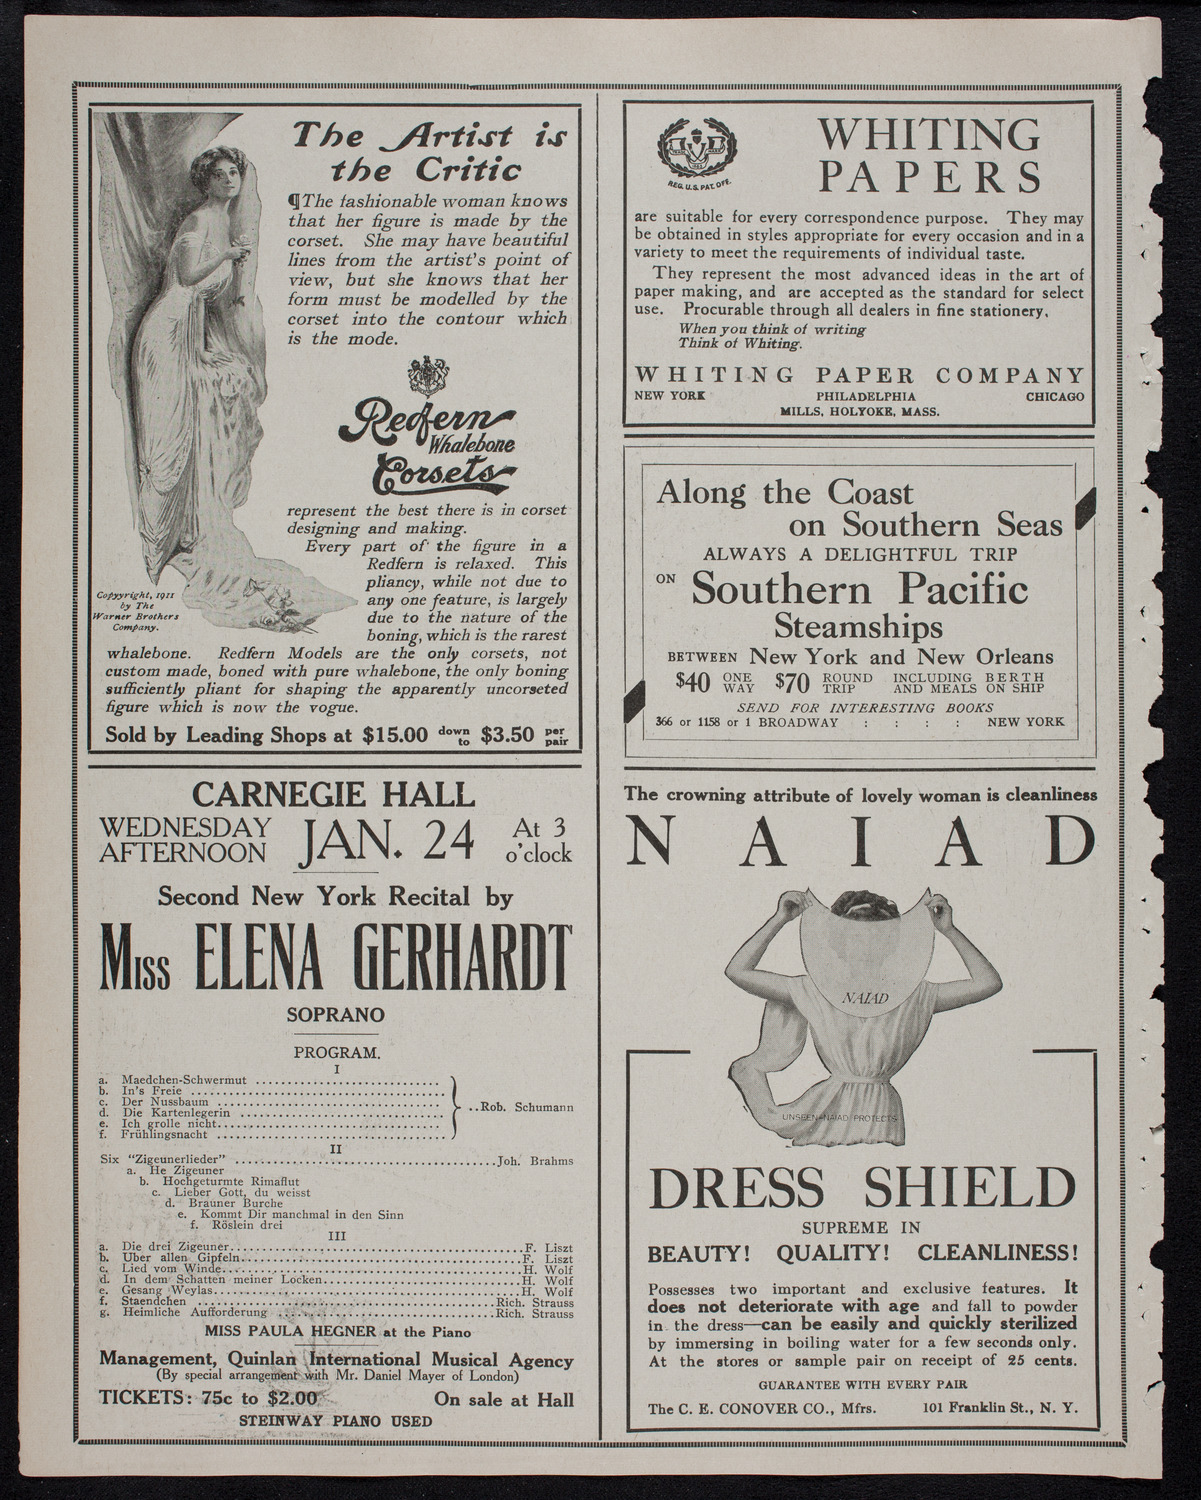 The Artist is
the Critic
¶The fashionable woman knows
that her figure is made by the
corset. She may have beautiful
lines from the artist's point of
view, but she knows that her
form must be modelled by the
corset into the contour which
is the mode.
Redfern
Whalebone
Corsets
represent the best there is in corset
designing and making.
Every part of the figure in a
Redfern is relaxed. This
pliancy, while not due to
any one feature, is largely
due to the nature of the
boning, which is the rarest
Copyright, 1911
by The
Warner Brothers
Company.
whalebone. Redfern Models are the only corsets, not
custom made, boned with pure whalebone, the only boning
sufficiently pliant for shaping the apparently uncorseted
figure which is now the vogue.
Sold by Leading Shops at $15.00 down to $3.50 per pair
CARNEGIE HALL
WEDNESDAY AFTERNOON JAN. 24 At 3 o'clock
Second New York Recital by
Miss ELENA GERHARDT
SOPRANO
PROGRAM.
I
a. Maedchen-Schwermut
b. In's Freie
c. Der Nussbaum
d. Die Kartenlegerin
e. Ich grolle nicht
f. Frühlingsnacht
Rob. Schumann
II
Six "Zigeunerlieder" Joh. Brahms
a. He Zigeuner
b. Hochgeturmte Rimaflut
c. Lieber Gott, du weisst
d. Brauner Burche
e. Kommt Dir manchmal in den Sinn
f. Röslein drei
III
a. Die drei Zigeuner F. Liszt
b. Uber allen Gipfeln F. Liszt
c. Lied vom Winde H. Wolf
d. In dem Schatten meiner Locken H. Wolf
e. Gesang Weylas H. Wolf
f. Staendchen Rich. Strauss
g. Heimliche Aufforderung Rich. Strauss
MISS PAULA HEGNER at the Piano
Management, Quinlan International Musical Agency
(By special arrangement with Mr. Daniel Mayer of London)
TICKETS: 75c to $2.00 On sale at Hall
STEINWAY PIANO USED
REG. U.S. PAT. OFF.
WHITING
PAPERS
are suitable for every correspondence purpose. They may
be obtained in styles appropriate for every occasion and in a
variety to meet the requirements of individual taste.
They represent the most advanced ideas in the art of
paper making, and are accepted as the standard for select
use. Procurable through all dealers in fine stationery.
When you think of writing
Think of Whiting.
WHITING PAPER COMPANY
NEW YORK PHILADELPHIA CHICAGO
MILLS, HOLYOKE, MASS.
Along the Coast
on Southern Seas
ALWAYS A DELIGHTFUL TRIP
ON Southern Pacific
Steamships
BETWEEN New York and New Orleans
$40 ONE WAY $70 ROUND TRIP INCLUDING BERTH AND MEALS ON SHIP
SEND FOR INTERESTING BOOKS
366 or 1158 or 1 BROADWAY : : : : NEW YORK
The crowning attribute of lovely woman is cleanliness
NAIAD
NAIAD
UNSEEN-NAIAD PROTECTS
DRESS SHIELD
SUPREME IN
BEAUTY! QUALITY! CLEANLINESS!
Possesses two important and exclusive features. It
does not deteriorate with age and fall to powder
in the dress—can be easily and quickly sterilized
by immersing in boiling water for a few seconds only.
At the stores or sample pair on receipt of 25 cents.
GUARANTEE WITH EVERY PAIR
The C. E. CONOVER CO., Mfrs. 101 Franklin St., N. Y.